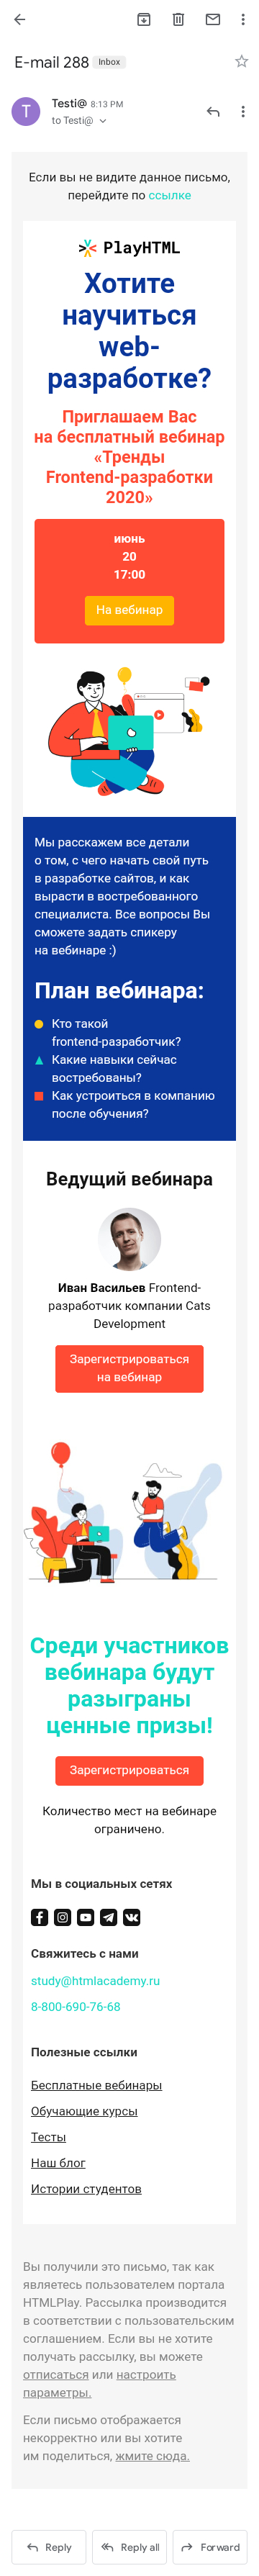 E-mail 288 Inbox
Testi@ 8:13 PM
to Testi@
Если вы не видите данное письмо,
перейдите по ссылке
PlayHTML
Хотите
научиться
web-
разработке?
Приглашаем Вас
на бесплатный вебинар
«Тренды
Frontend-разработки
2020»
июнь
20
17:00
На вебинар
Мы расскажем все детали
о том, с чего начать свой путь
в разработке сайтов, и как
вырасти в востребованного
специалиста. Все вопросы Вы
сможете задать спикеру
на вебинаре :)
План вебинара:
Кто такой
frontend-разработчик?
Какие навыки сейчас
востребованы?
Как устроиться в компанию
после обучения?
Ведущий вебинара
Иван Васильев Frontend-
разработчик компании Cats
Development
Зарегистрироваться
на вебинар
Среди участников
вебинара будут
разыграны
ценные призы!
Зарегистрироваться
Количество мест на вебинаре
ограничено.
Мы в социальных сетях
Свяжитесь с нами
study@htmlacademy.ru
8-800-690-76-68
Полезные ссылки
Бесплатные вебинары
Обучающие курсы
Тесты
Наш блог
Истории студентов
Вы получили это письмо, так как
являетесь пользователем портала
HTMLPlay. Рассылка производится
в соответствии с пользовательским
соглашением. Если вы не хотите
получать рассылку, вы можете
отписаться или настроить
параметры.
Если письмо отображается
некорректно или вы хотите
им поделиться, жмите сюда.
Reply Reply all Forward